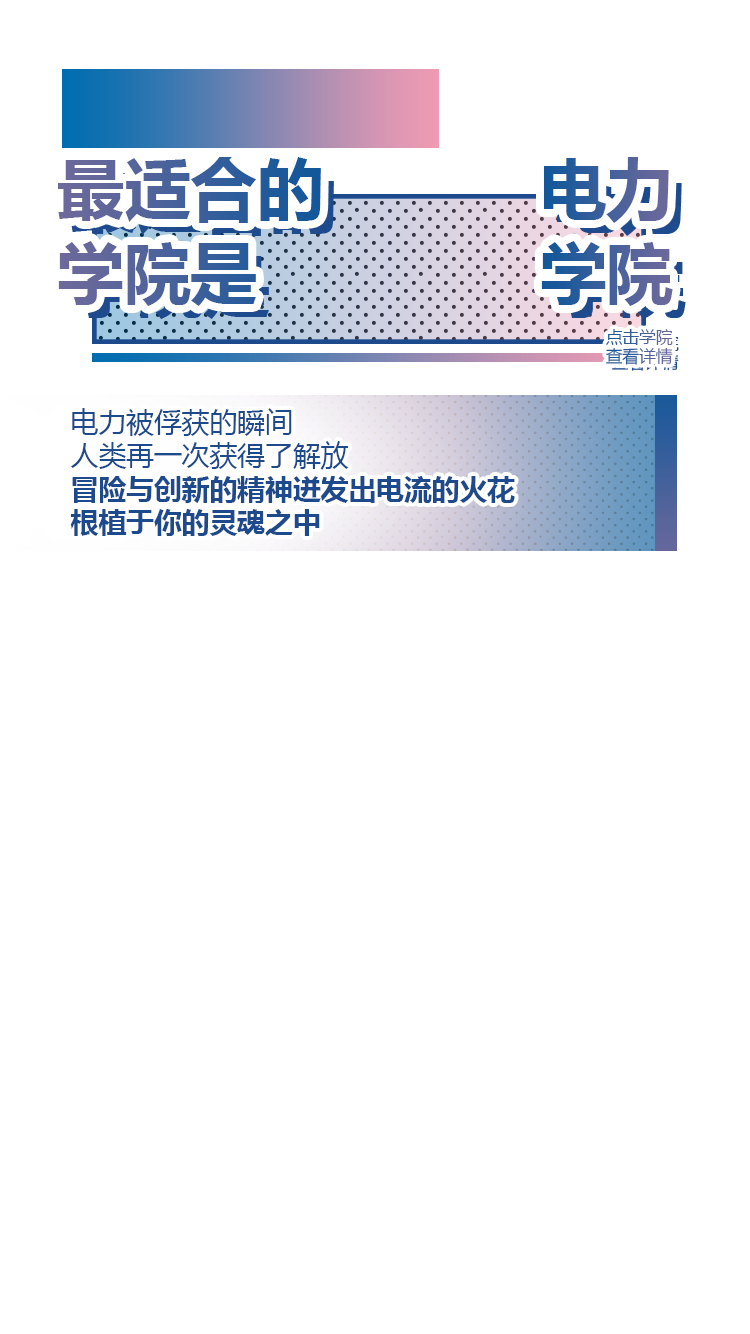 最适合的
学院是
电力
学院
点击学院
查看详情
电力被俘获的瞬间
人类再一次获得了解放
冒险与创新的精神迸发出电流的火花
根植于你的灵魂之中